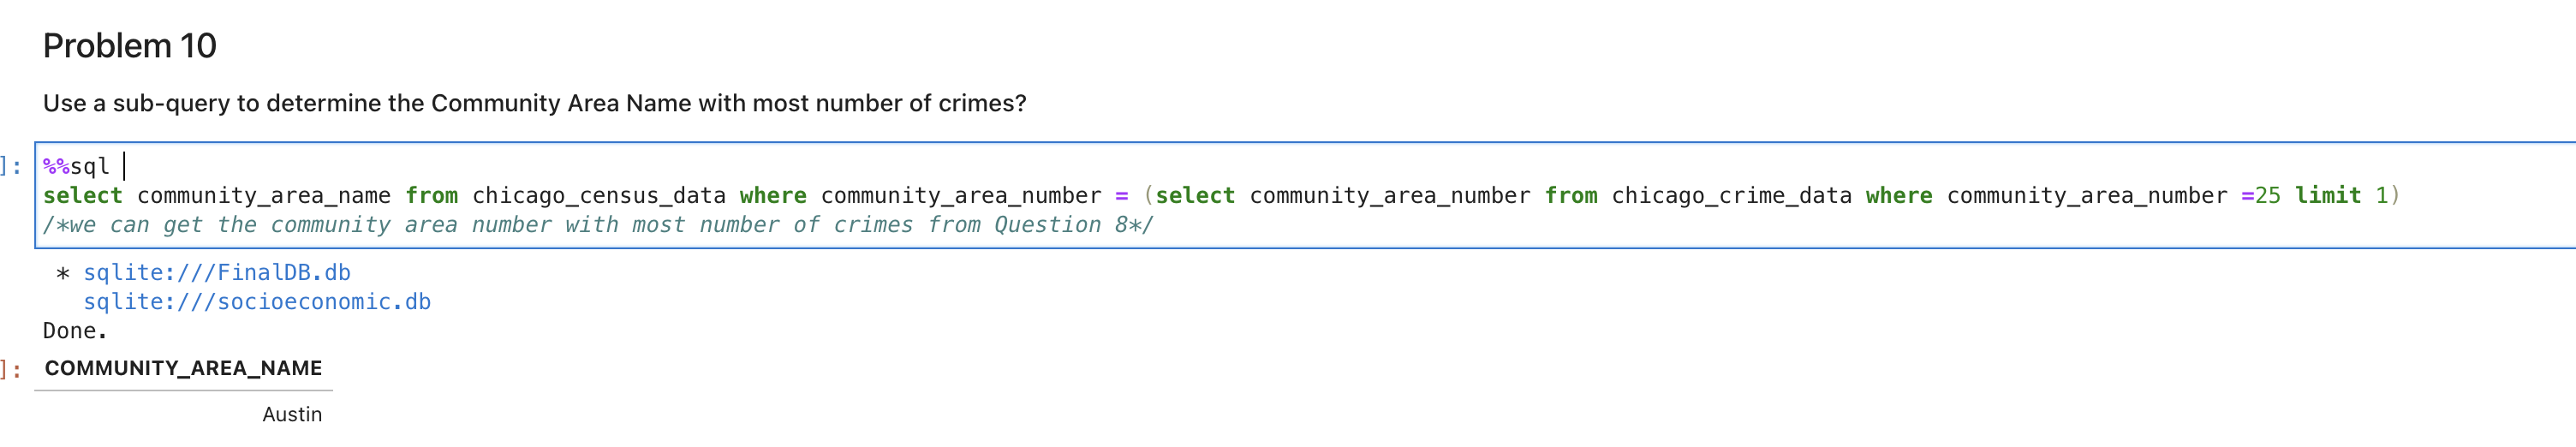 Problem 10
Use a sub-query to determine the Community Area Name with most number of crimes?
]: %%sql
select community_area_name from chicago_census_data where community_area_number = (select community_area_number from chicago_crime_data where community_area_number =25 limit 1)
/*we can get the community area number with most number of crimes from Question 8*/
* sqlite:///FinalDB.db
sqlite:///socioeconomic.db
Done.
]: COMMUNITY_AREA_NAME
Austin